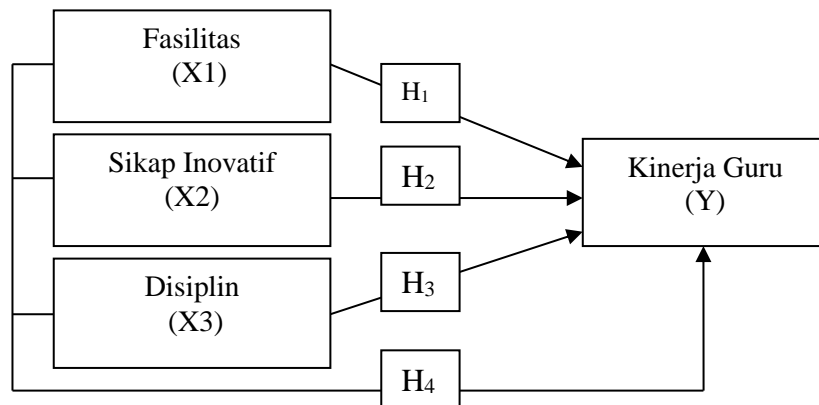 Fasilitas
(X1)
H₁
Sikap Inovatif
(X2)
H₂
Kinerja Guru
(Y)
Disiplin
(X3)
H₃
H₄